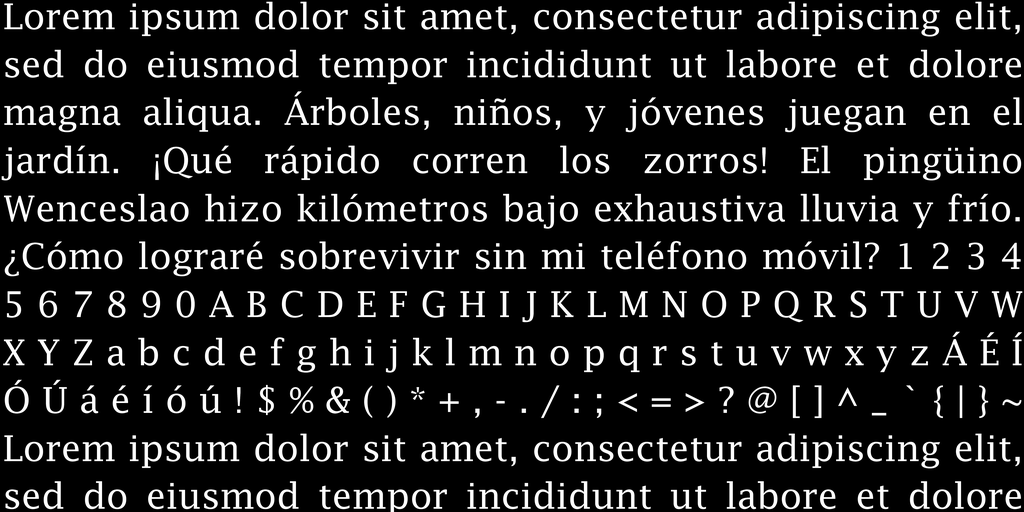 Lorem ipsum dolor sit amet, consectetur adipiscing elit,
sed do eiusmod tempor incididunt ut labore et dolore
magna aliqua. Árboles, niños, y jóvenes juegan en el
jardín. ¡Qué rápido corren los zorros! El pingüino
Wenceslao hizo kilómetros bajo exhaustiva lluvia y frío.
¿Cómo lograré sobrevivir sin mi teléfono móvil? 1 2 3 4
5 6 7 8 9 0 A B C D E F G H I J K L M N O P Q R S T U V W
X Y Z a b c d e f g h i j k l m n o p q r s t u v w x y z Á É Í
Ó Ú á é í ó ú ! $ % & ( ) * + , - . / : ; < = > ? @ [ ] ^ _ ` { | } ~
Lorem ipsum dolor sit amet, consectetur adipiscing elit,
sed do eiusmod tempor incididunt ut labore et dolore